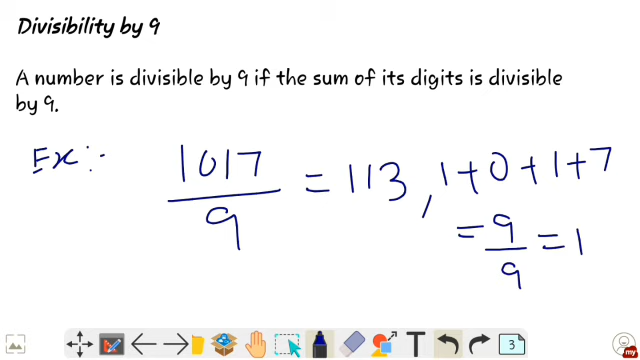 Divisibility by 9
A number is divisible by 9 if the sum of its digits is divisible
by 9.
Ex:-
1017/9 = 113, 1+0+1+7
= 9/9 = 1
T 3
my